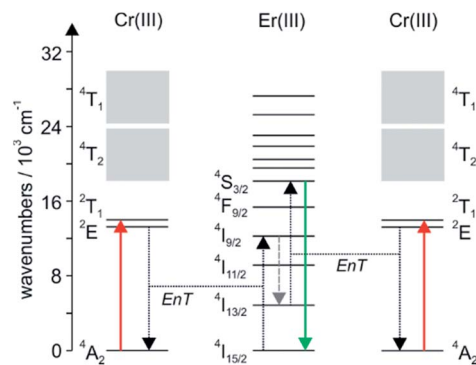 Cr(III) Er(III) Cr(III)
wavenumbers / 10³ cm⁻¹
32
24
16
8
0
⁴T₁
⁴T₂
²T₁
²E
⁴A₂
⁴S₃/₂
⁴F₉/₂
⁴I₉/₂
⁴I₁₁/₂
⁴I₁₃/₂
⁴I₁₅/₂
EnT
EnT
⁴T₁
⁴T₂
²T₁
²E
⁴A₂